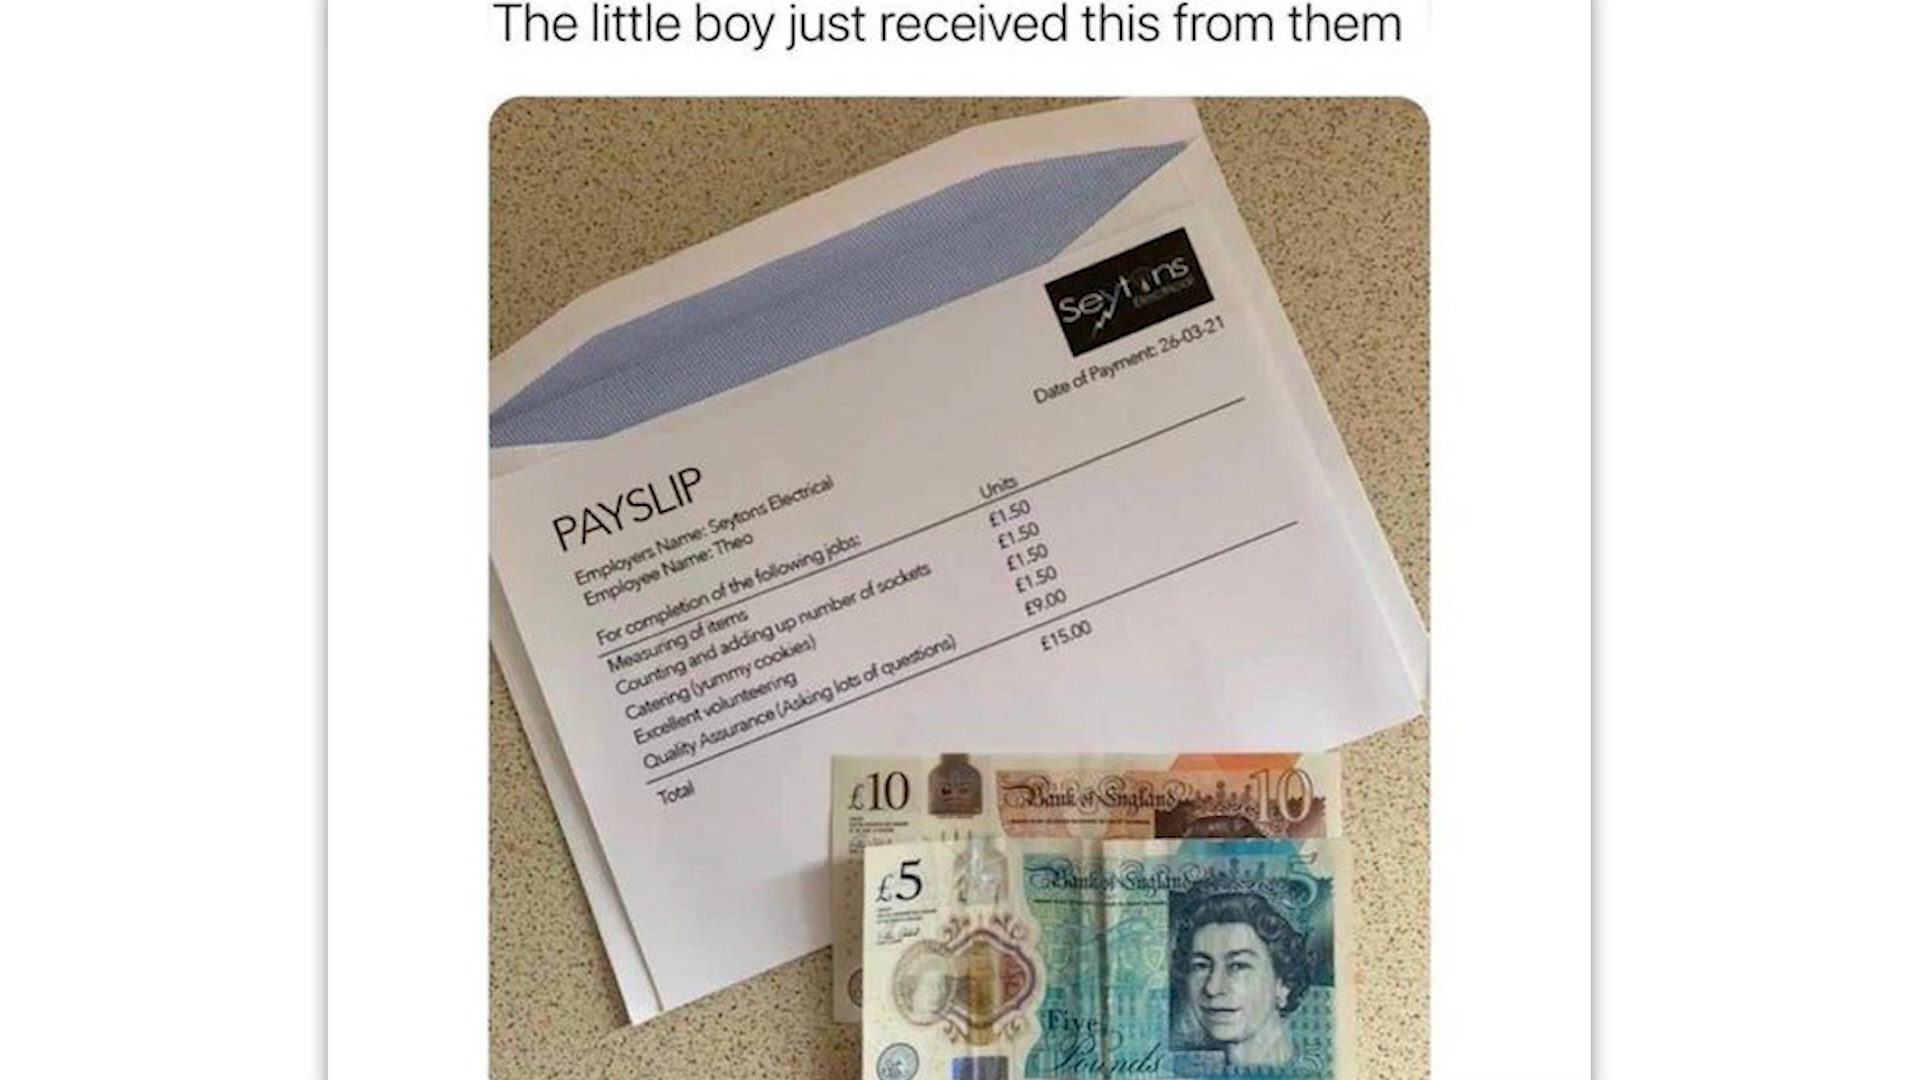 The little boy just received this from them
Seytons
Electrical
Date of Payment: 26-03-21
PAYSLIP
Employers Name: Seytons Electrical
Employee Name: Theo
For completion of the following jobs: Units
Measuring of items £1.50
Counting and adding up number of sockets £1.50
Catering (yummy cookies) £1.50
Excellent volunteering £1.50
Quality Assurance (Asking lots of questions) £9.00
Total £15.00
£10 Bank of England 10
£5 Bank of England 5
Five
Pounds